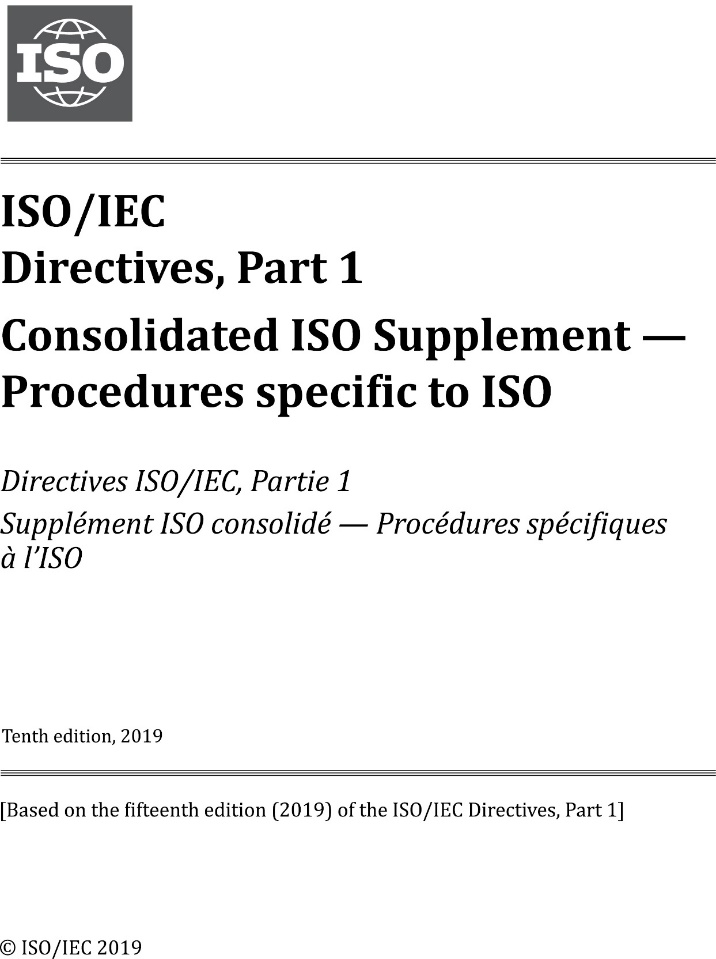 ISO
ISO/IEC
Directives, Part 1
Consolidated ISO Supplement —
Procedures specific to ISO
Directives ISO/IEC, Partie 1
Supplément ISO consolidé — Procédures spécifiques
à l’ISO
Tenth edition, 2019
[Based on the fifteenth edition (2019) of the ISO/IEC Directives, Part 1]
© ISO/IEC 2019